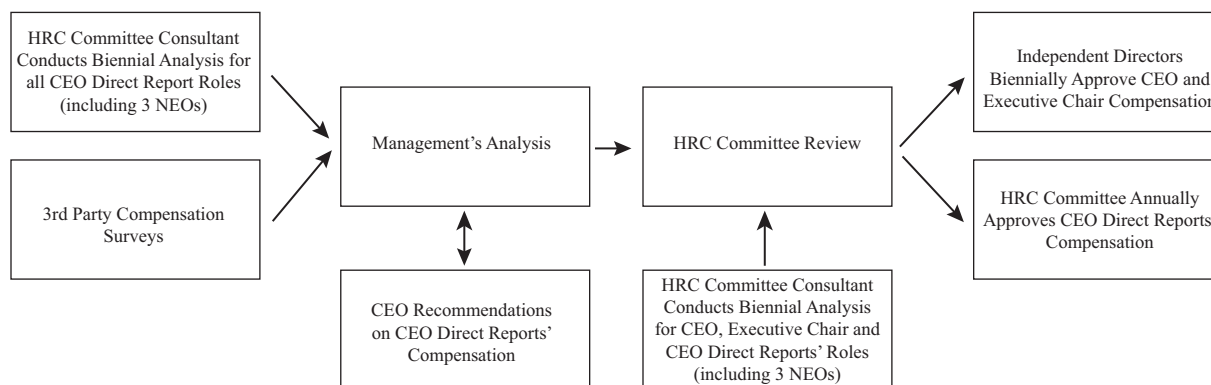 HRC Committee Consultant
Conducts Biennial Analysis for
all CEO Direct Report Roles
(including 3 NEOs)
3rd Party Compensation
Surveys
Management’s Analysis
CEO Recommendations
on CEO Direct Reports’
Compensation
HRC Committee Review
HRC Committee Consultant
Conducts Biennial Analysis
for CEO, Executive Chair and
CEO Direct Reports’ Roles
(including 3 NEOs)
Independent Directors
Biennially Approve CEO and
Executive Chair Compensation
HRC Committee Annually
Approves CEO Direct Reports’
Compensation